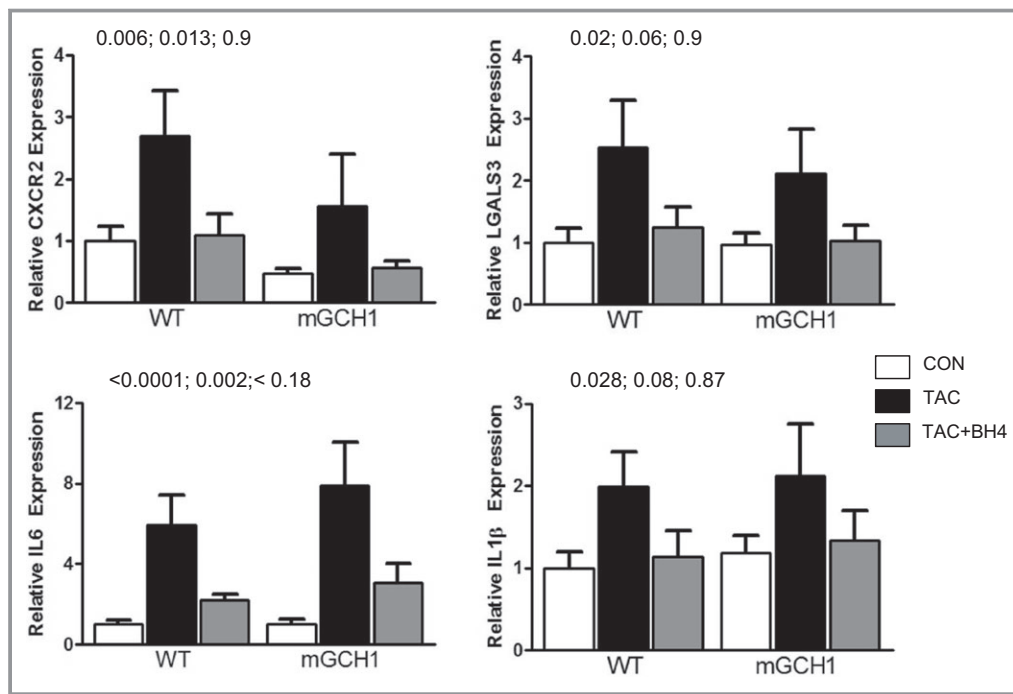 0.006; 0.013; 0.9
Relative CXCR2 Expression
4
3
2
1
0
WT
mGCH1
0.02; 0.06; 0.9
Relative LGALS3 Expression
4
3
2
1
0
WT
mGCH1
<0.0001; 0.002;< 0.18
Relative IL6 Expression
12
8
4
0
WT
mGCH1
0.028; 0.08; 0.87
Relative IL1β Expression
3
2
1
0
WT
mGCH1
CON
TAC
TAC+BH4